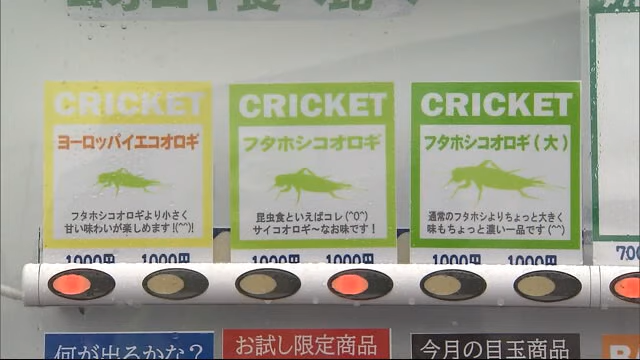 CRICKET
ヨーロッパイエコオロギ
フタホシコオロギより小さく
甘い味わいが楽しめます!(^^)!
CRICKET
フタホシコオロギ
昆虫食といえばコレ(^O^)
サイコオロギ～なお味です！
CRICKET
フタホシコオロギ(大)
通常のフタホシよりちょっと大きく
味もちょっと濃い一品です(^^)
1000円 1000円 1000円 1000円 1000円 1000円
何が出るかな？
お試し限定商品
今月の目玉商品